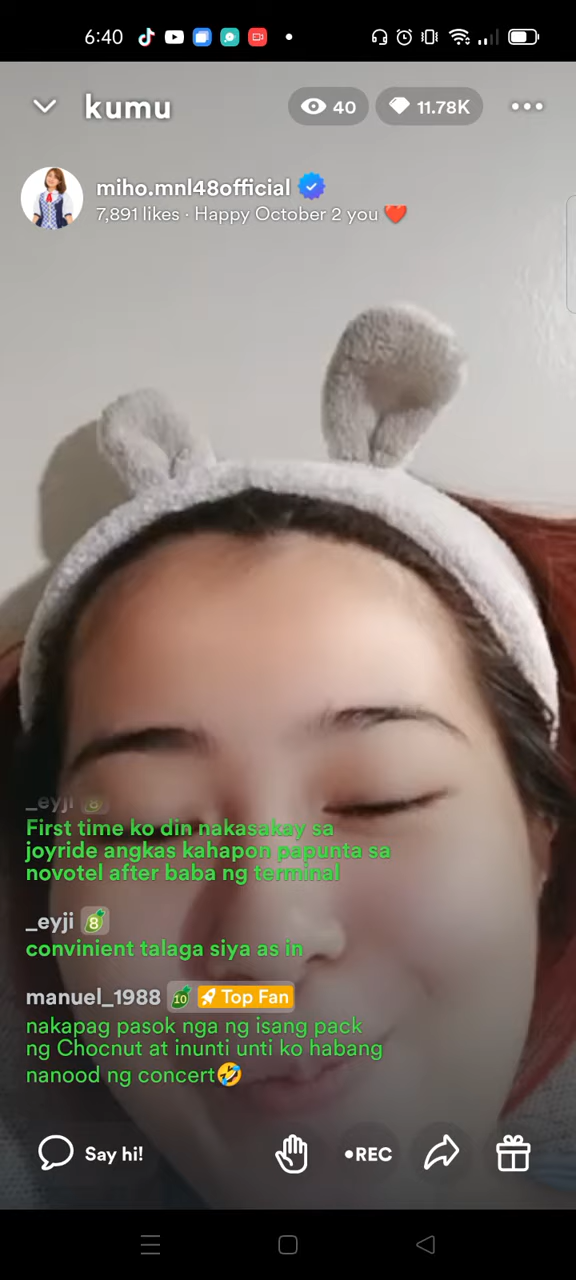 6:40
kumu
40
11.78K
miho.mnl48official
7,891 likes · Happy October 2 you ❤️
_eyji 8
First time ko din nakasakay sa
joyride angkas kahapon papunta sa
novotel after baba ng terminal
_eyji 8
convinient talaga siya as in
manuel_1988 10 Top Fan
nakapag pasok nga ng isang pack
ng Chocnut at inunti unti ko habang
nanood ng concert🤣
Say hi!
•REC